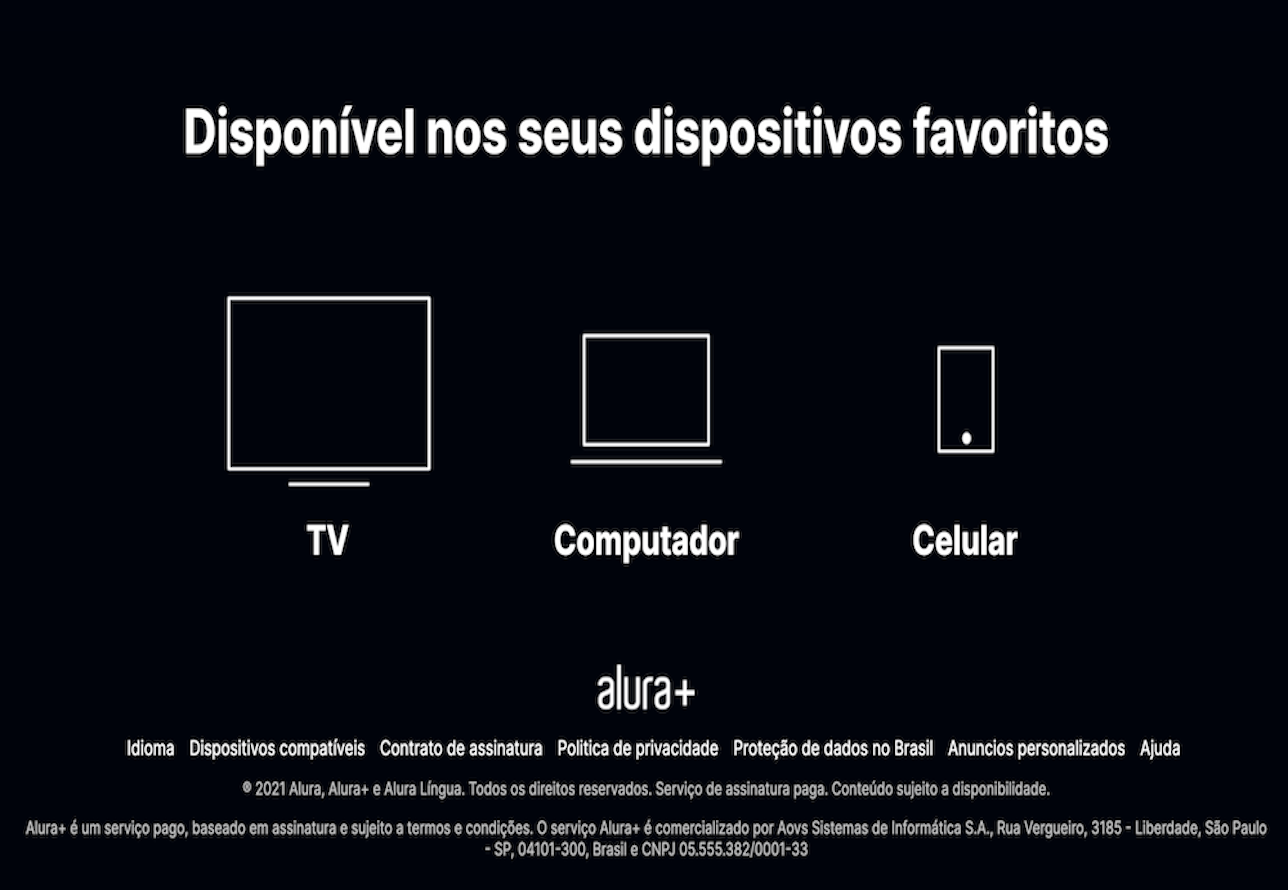 Disponível nos seus dispositivos favoritos
TV
Computador
Celular
alura+
Idioma Dispositivos compatíveis Contrato de assinatura Politica de privacidade Proteção de dados no Brasil Anuncios personalizados Ajuda
® 2021 Alura, Alura+ e Alura Língua. Todos os direitos reservados. Serviço de assinatura paga. Conteúdo sujeito a disponibilidade.
Alura+ é um serviço pago, baseado em assinatura e sujeito a termos e condições. O serviço Alura+ é comercializado por Aovs Sistemas de Informática S.A., Rua Vergueiro, 3185 - Liberdade, São Paulo
- SP, 04101-300, Brasil e CNPJ 05.555.382/0001-33